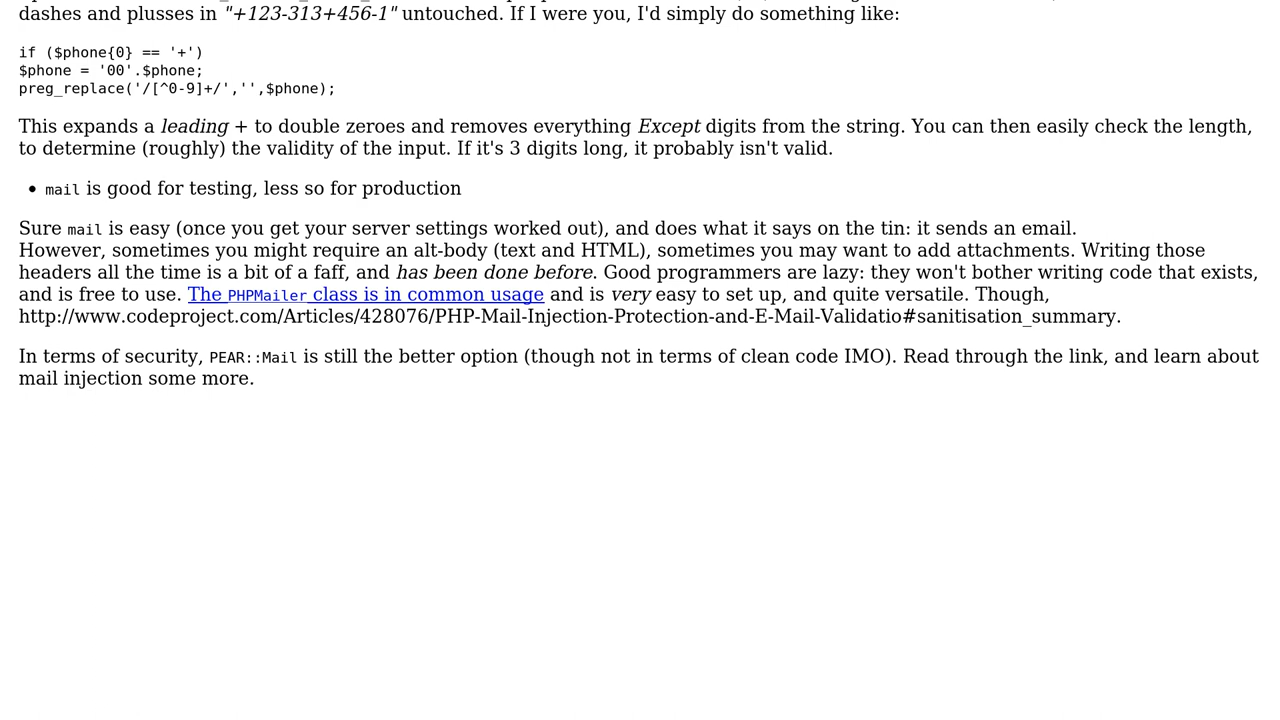 dashes and plusses in "+123-313+456-1" untouched. If I were you, I'd simply do something like:
if ($phone{0} == '+')
$phone = '00'.$phone;
preg_replace('/[^0-9]+/','',$phone);
This expands a leading + to double zeroes and removes everything Except digits from the string. You can then easily check the length,
to determine (roughly) the validity of the input. If it's 3 digits long, it probably isn't valid.
• mail is good for testing, less so for production
Sure mail is easy (once you get your server settings worked out), and does what it says on the tin: it sends an email.
However, sometimes you might require an alt-body (text and HTML), sometimes you may want to add attachments. Writing those
headers all the time is a bit of a faff, and has been done before. Good programmers are lazy: they won't bother writing code that exists,
and is free to use. The PHPMailer class is in common usage and is very easy to set up, and quite versatile. Though,
http://www.codeproject.com/Articles/428076/PHP-Mail-Injection-Protection-and-E-Mail-Validatio#sanitisation_summary.
In terms of security, PEAR::Mail is still the better option (though not in terms of clean code IMO). Read through the link, and learn about
mail injection some more.